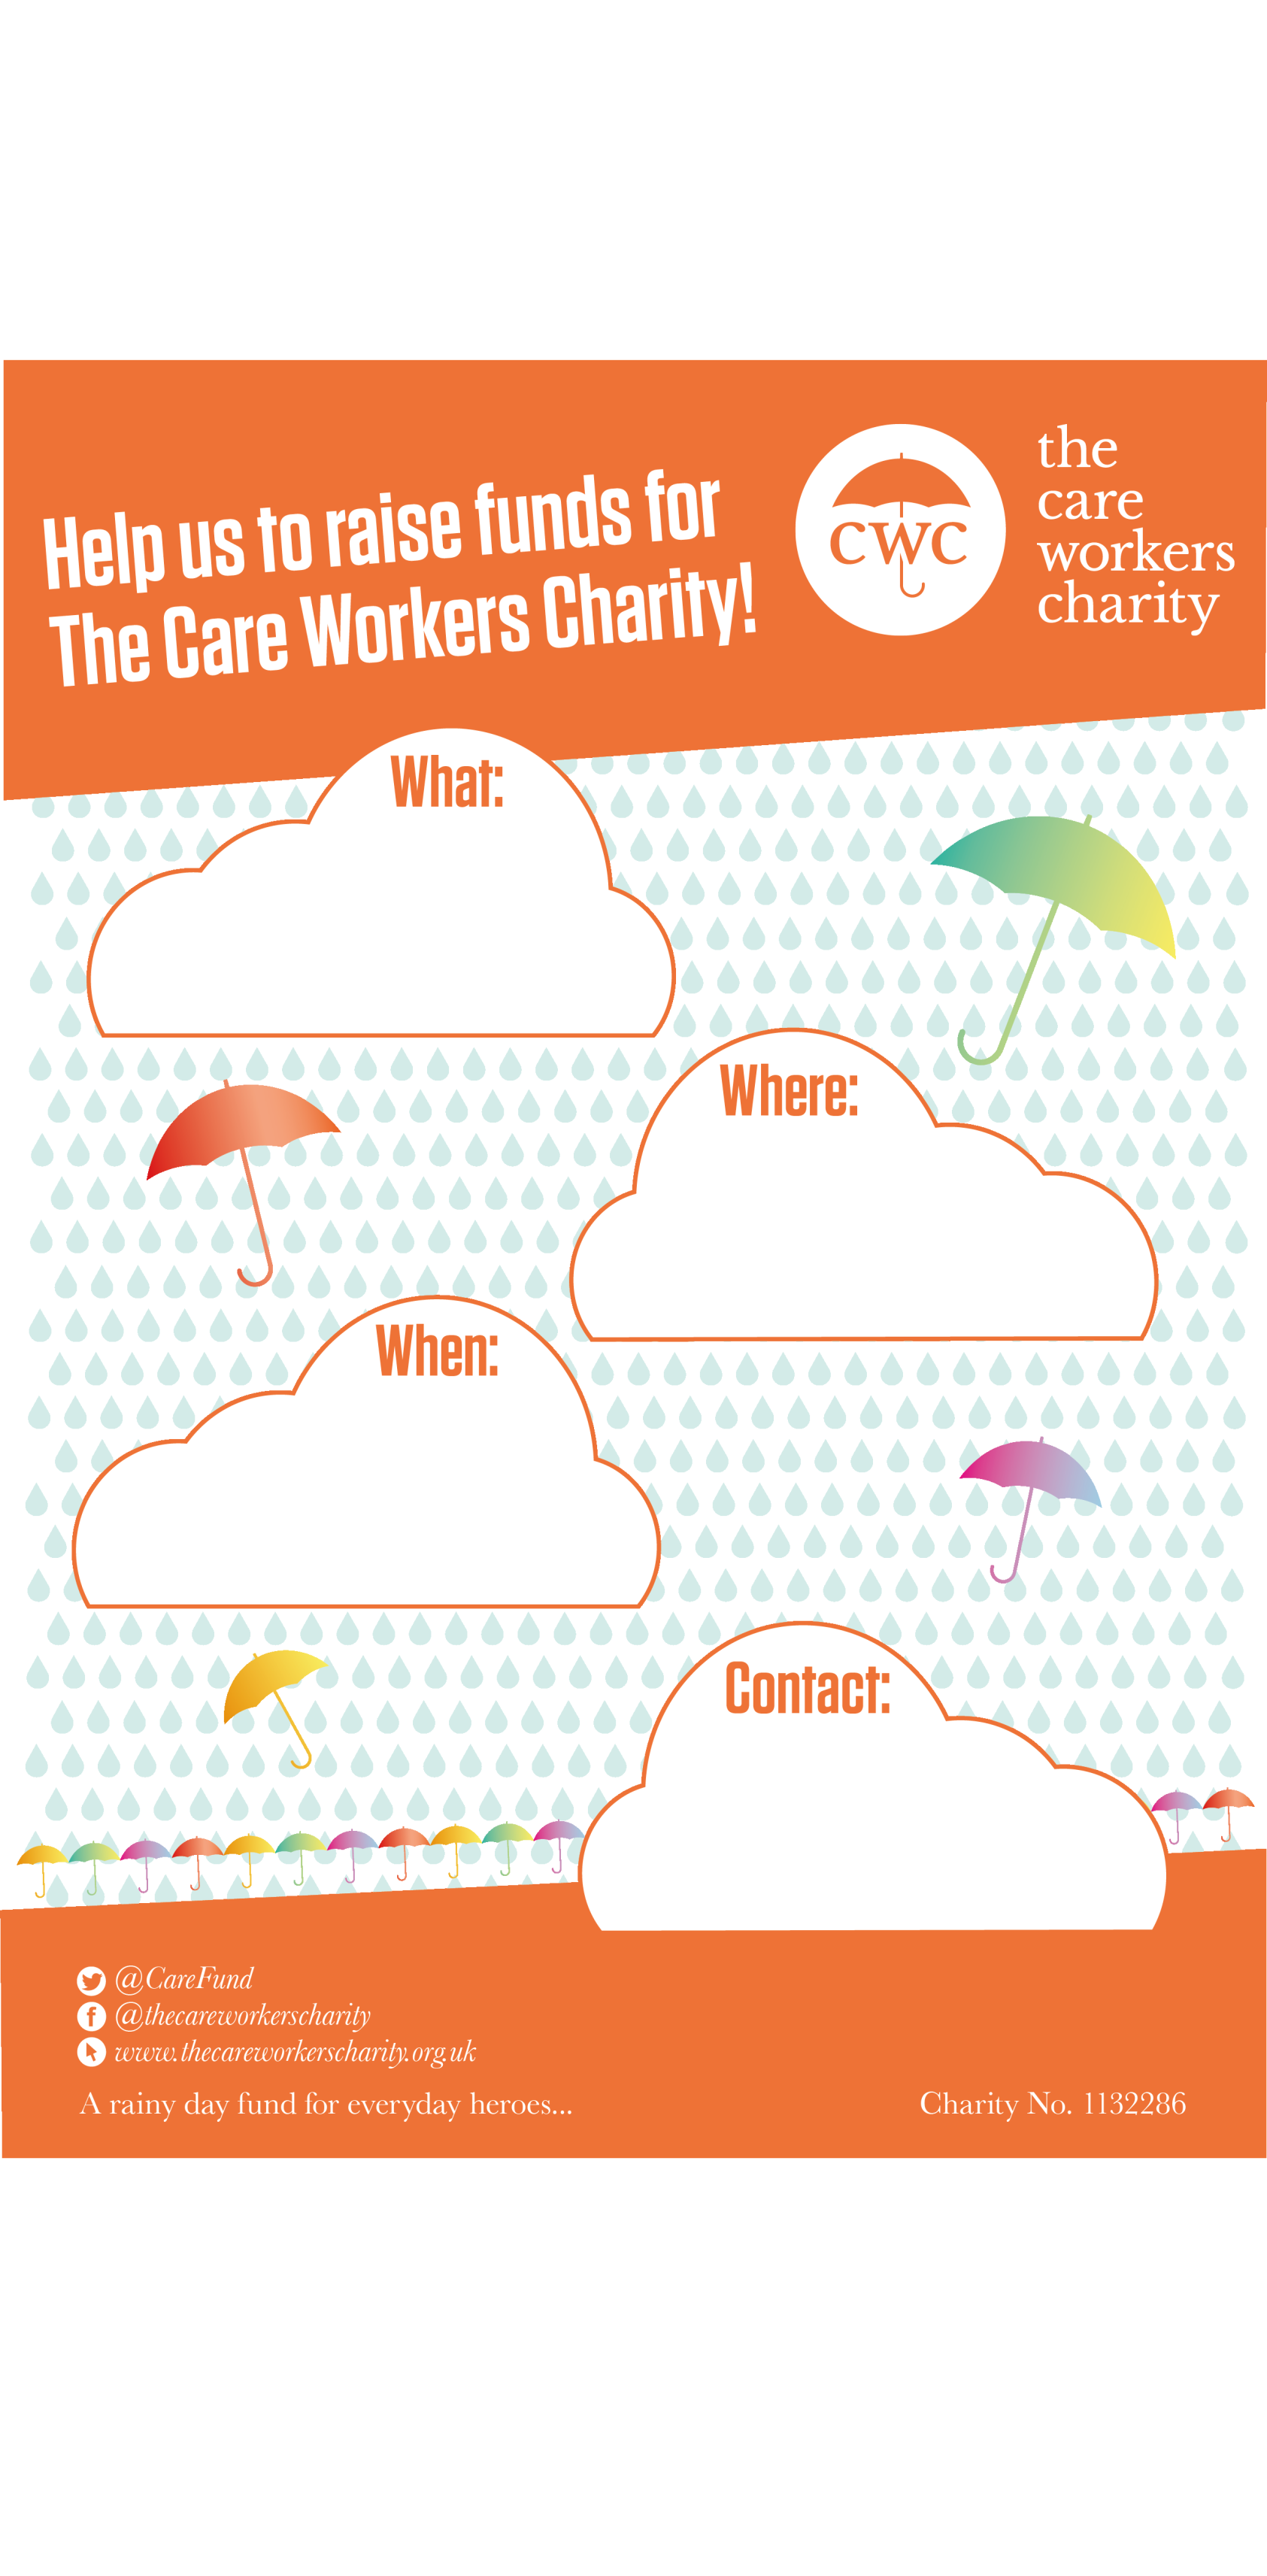 Help us to raise funds for
The Care Workers Charity!
cwc
the
care
workers
charity
What:
Where:
When:
Contact:
@CareFund
@thecareworkerscharity
www.thecareworkerscharity.org.uk
A rainy day fund for everyday heroes...
Charity No. 1132286